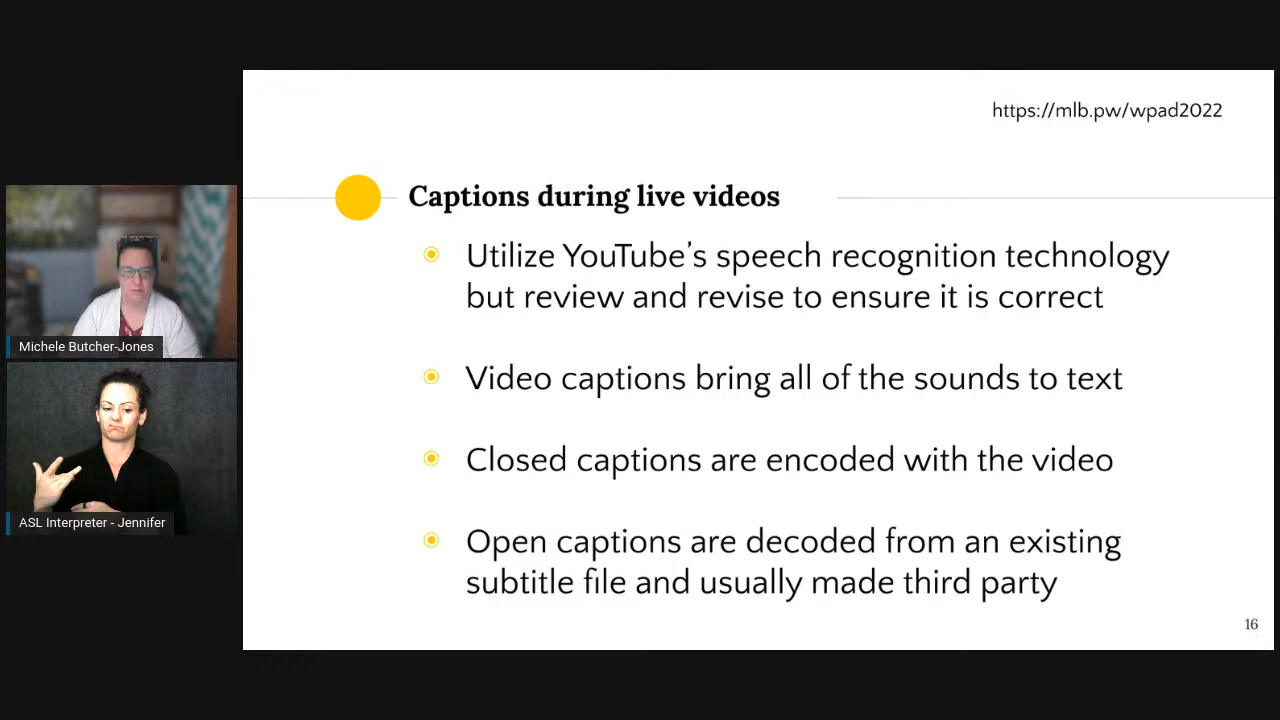 https://mlb.pw/wpad2022
Captions during live videos
Utilize YouTube’s speech recognition technology
but review and revise to ensure it is correct
Video captions bring all of the sounds to text
Closed captions are encoded with the video
Open captions are decoded from an existing
subtitle file and usually made third party
16
Michele Butcher-Jones
ASL Interpreter - Jennifer